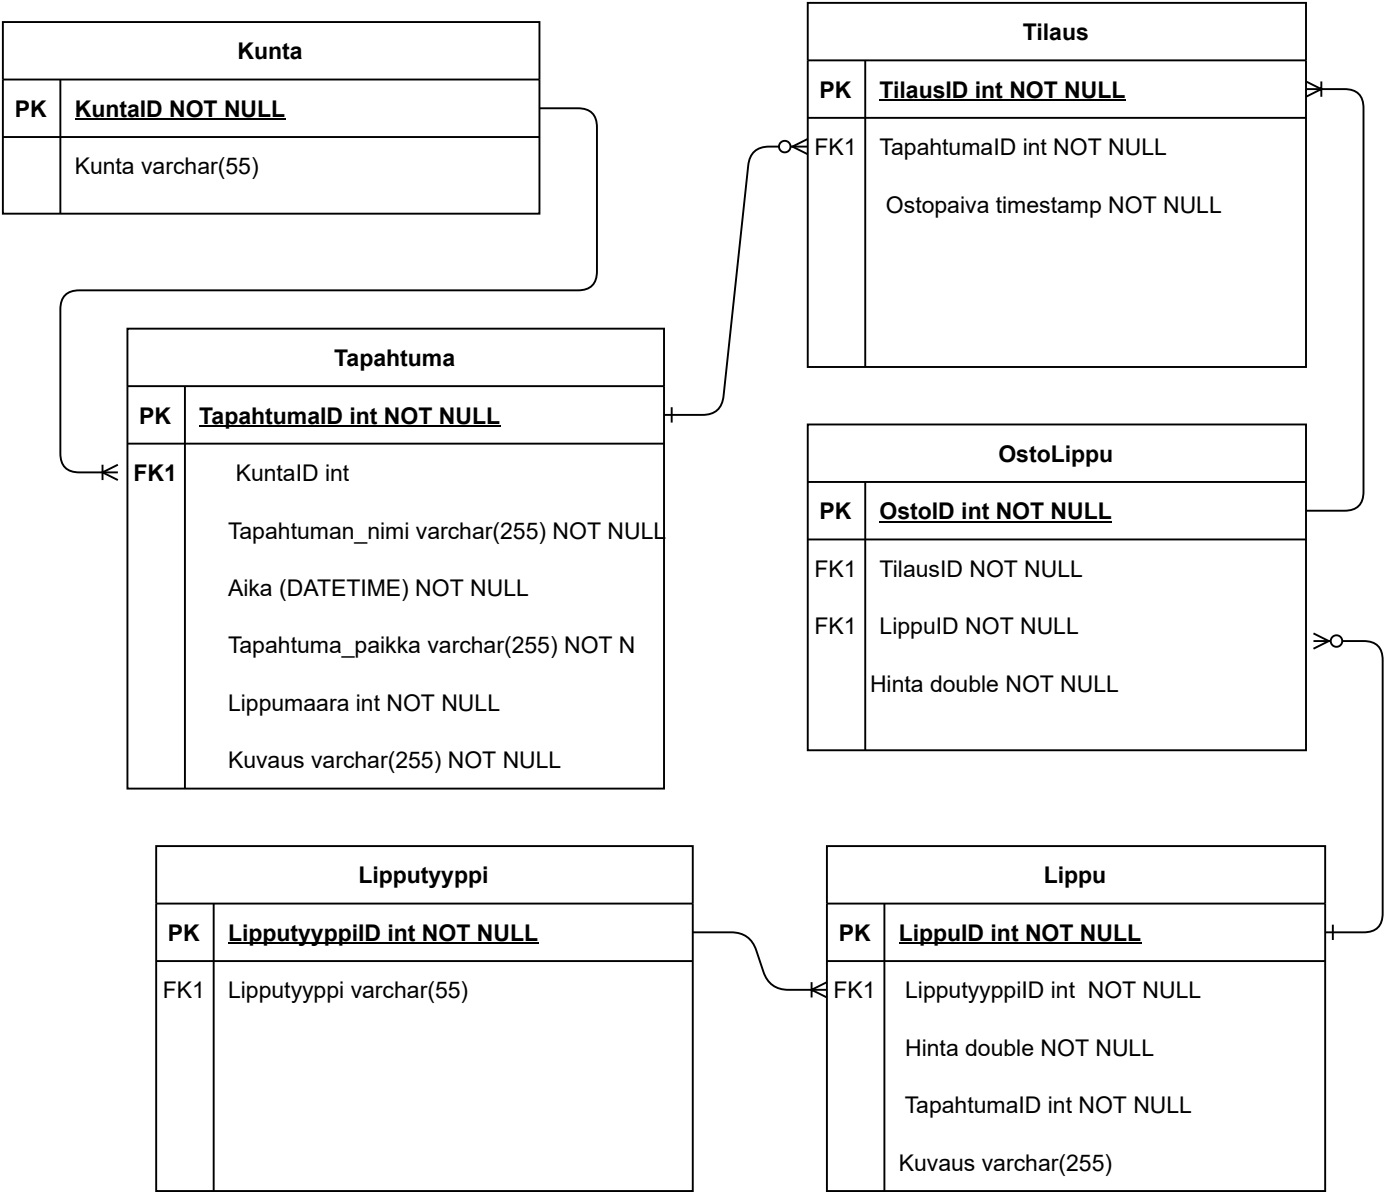 Kunta
PK KuntaID NOT NULL
Kunta varchar(55)
Tilaus
PK TilausID int NOT NULL
FK1 TapahtumaID int NOT NULL
Ostopaiva timestamp NOT NULL
Tapahtuma
PK TapahtumaID int NOT NULL
FK1 KuntaID int
Tapahtuman_nimi varchar(255) NOT NULL
Aika (DATETIME) NOT NULL
Tapahtuma_paikka varchar(255) NOT N
Lippumaara int NOT NULL
Kuvaus varchar(255) NOT NULL
OstoLippu
PK OstoID int NOT NULL
FK1 TilausID NOT NULL
FK1 LippuID NOT NULL
Hinta double NOT NULL
Lipputyyppi
PK LipputyyppiID int NOT NULL
FK1 Lipputyyppi varchar(55)
Lippu
PK LippuID int NOT NULL
FK1 LipputyyppiID int NOT NULL
Hinta double NOT NULL
TapahtumaID int NOT NULL
Kuvaus varchar(255)